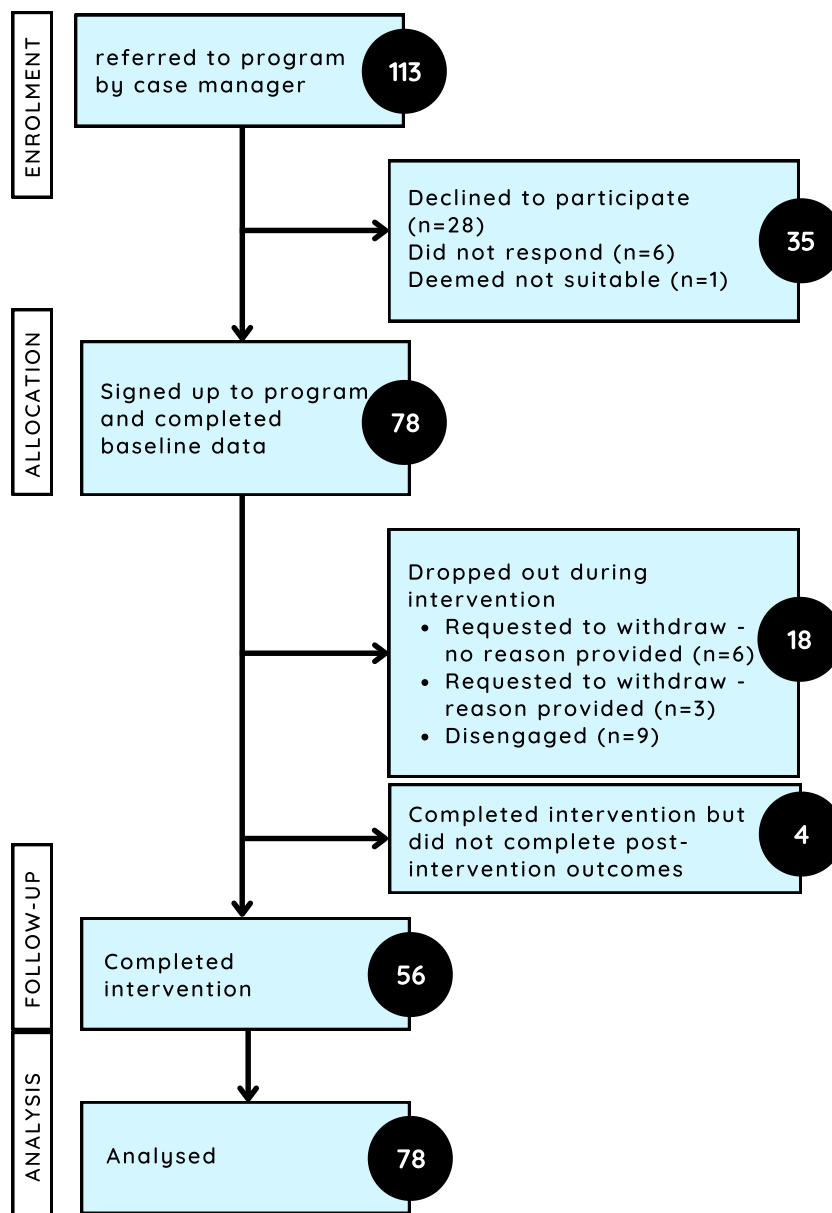 ENROLMENT
referred to program
by case manager
113
Declined to participate
(n=28)
Did not respond (n=6)
Deemed not suitable (n=1)
35
ALLOCATION
Signed up to program
and completed
baseline data
78
Dropped out during
intervention
• Requested to withdraw -
no reason provided (n=6)
• Requested to withdraw -
reason provided (n=3)
• Disengaged (n=9)
18
Completed intervention but
did not complete post-
intervention outcomes
4
FOLLOW-UP
Completed
intervention
56
ANALYSIS
Analysed
78